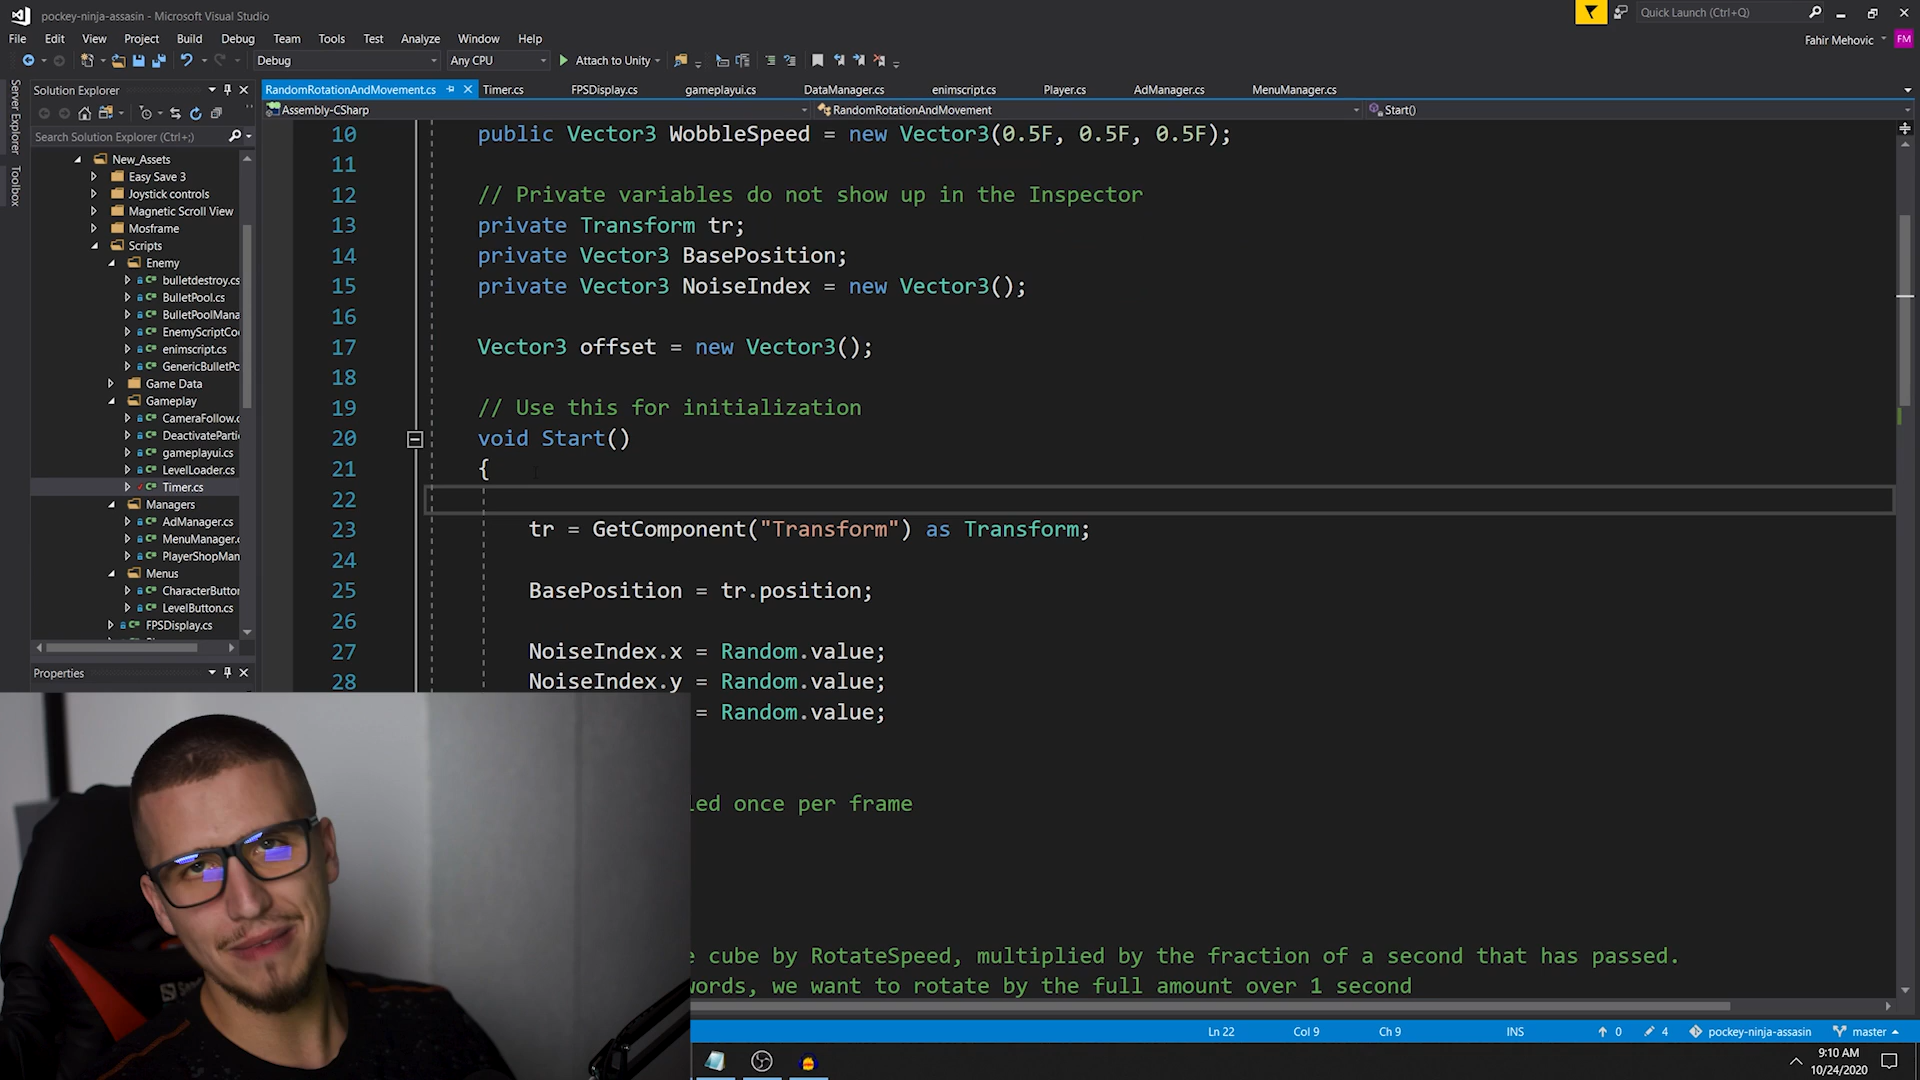 pockey-ninja-assasin - Microsoft Visual Studio
Quick Launch (Ctrl+Q)
File Edit View Project Build Debug Team Tools Test Analyze Window Help
Fahir Mehovic FM
Debug Any CPU Attach to Unity
Server Explorer
Toolbox
Solution Explorer
Search Solution Explorer (Ctrl+;)
New_Assets
Easy Save 3
Joystick controls
Magnetic Scroll View
Mosframe
Scripts
Enemy
bulletdestroy.cs
BulletPool.cs
BulletPoolMana
EnemyScriptCo
enimscript.cs
GenericBulletPo
Game Data
Gameplay
CameraFollow.c
DeactivateParti
gameplayui.cs
LevelLoader.cs
Timer.cs
Managers
AdManager.cs
MenuManager.c
PlayerShopMan
Menus
CharacterButto
LevelButton.cs
FPSDisplay.cs
Properties
RandomRotationAndMovement.cs Timer.cs FPSDisplay.cs gameplayui.cs DataManager.cs enimscript.cs Player.cs AdManager.cs MenuManager.cs
Assembly-CSharp RandomRotationAndMovement Start()
10 public Vector3 WobbleSpeed = new Vector3(0.5F, 0.5F, 0.5F);
11
12 // Private variables do not show up in the Inspector
13 private Transform tr;
14 private Vector3 BasePosition;
15 private Vector3 NoiseIndex = new Vector3();
16
17 Vector3 offset = new Vector3();
18
19 // Use this for initialization
20 void Start()
21 {
22
23 tr = GetComponent("Transform") as Transform;
24
25 BasePosition = tr.position;
26
27 NoiseIndex.x = Random.value;
28 NoiseIndex.y = Random.value;
= Random.value;
led once per frame
e cube by RotateSpeed, multiplied by the fraction of a second that has passed.
words, we want to rotate by the full amount over 1 second
Ln 22 Col 9 Ch 9 INS 0 4 pockey-ninja-assasin master
9:10 AM
10/24/2020